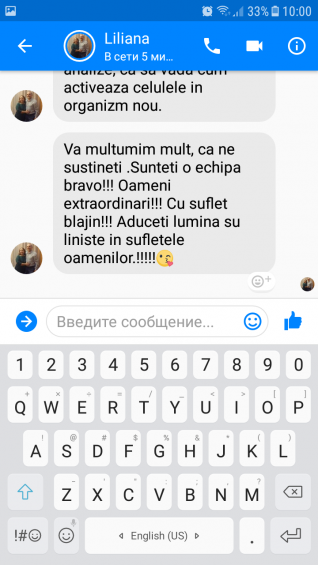 33% 10:00
Liliana
В сети 5 ми...
analize, ca sa vada cum
activeaza celulele in
organizm nou.
Va multumim mult, ca ne
sustineti .Sunteti o echipa
bravo!!! Oameni
extraordinari!!! Cu suflet
blajin!!! Aduceti lumina su
liniste in sufletele
oamenilor.!!!!!😘
Введите сообщение...
1 2 3 4 5 6 7 8 9 0
+ × ÷ = / _ < > [ ]
Q W E R T Y U I O P
! @ # $ % ^ & * ( )
A S D F G H J K L
- ' " : ; , ?
Z X C V B N M
!#☺ English (US) .